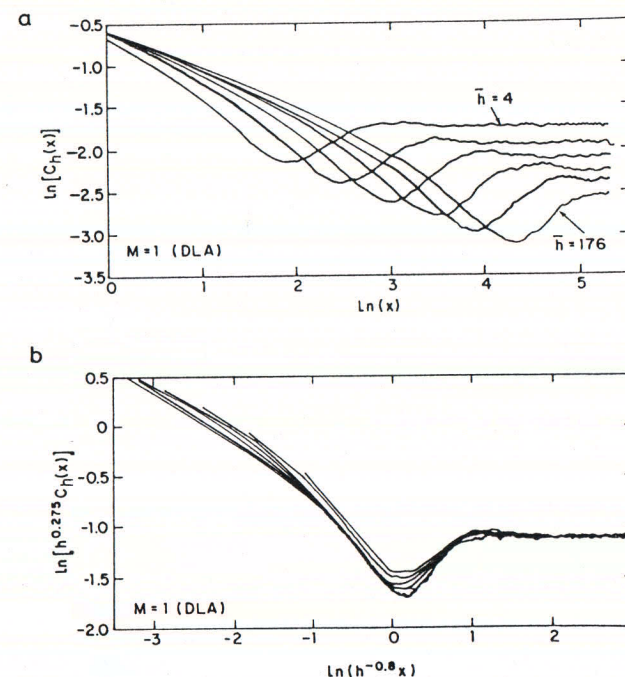 a
-0.5
-1.0
-1.5
-2.0
-2.5
-3.0
-3.5
Ln[C_h(x)]
h̄ = 4
h̄ = 176
M = 1 (DLA)
0 1 2 3 4 5
Ln(x)
b
0.5
0
-0.5
-1.0
-1.5
-2.0
Ln[h^0.275 C_h(x)]
M = 1 (DLA)
-3 -2 -1 0 1 2
Ln(h^-0.8 x)